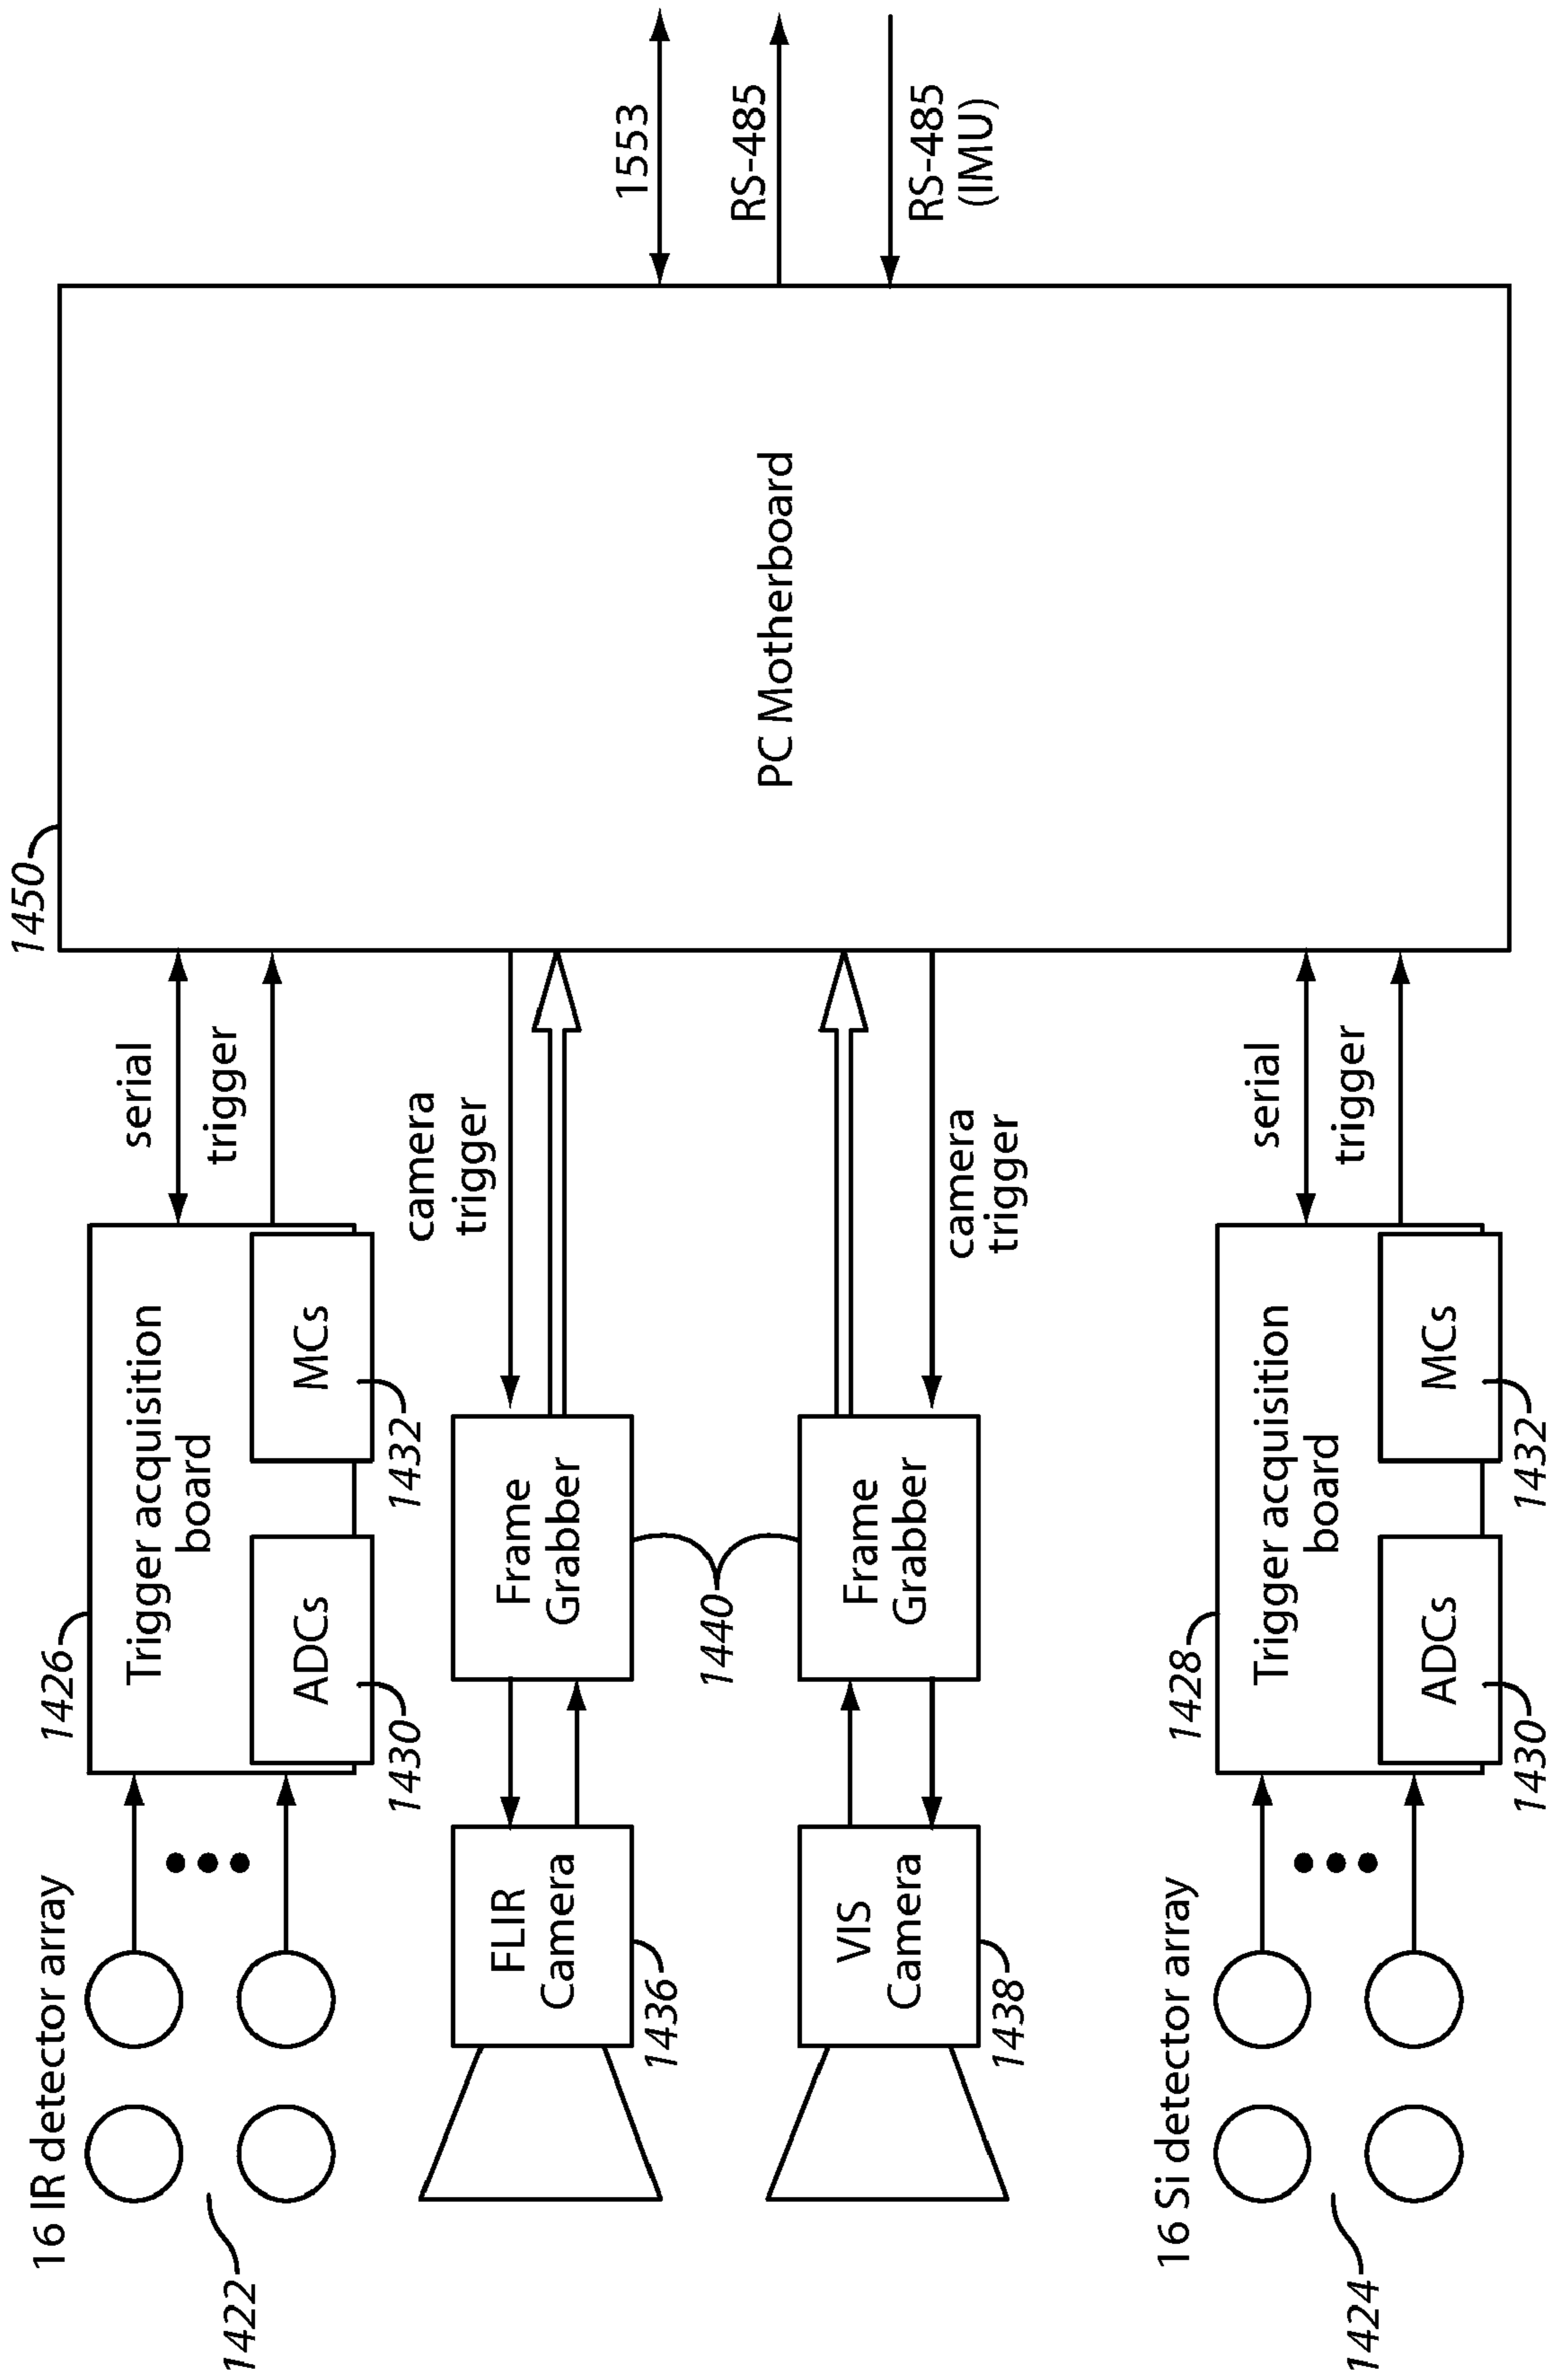 16 IR detector array
1422
1426
Trigger acquisition
board
ADCs
MCs
1430
1432
serial
trigger
1450
PC Motherboard
1553
RS-485
RS-485
(IMU)
FLIR
Camera
1436
Frame
Grabber
camera
trigger
1440
VIS
Camera
1438
Frame
Grabber
camera
trigger
16 Si detector array
1424
1428
Trigger acquisition
board
ADCs
MCs
1430
1432
serial
trigger